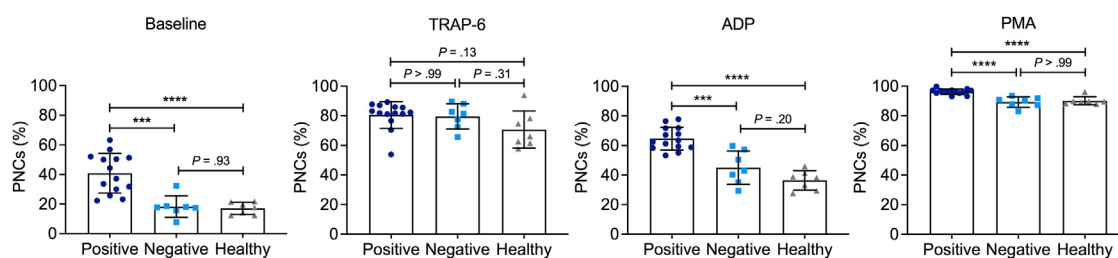 Baseline
PNCs (%)
100
80
60
40
20
0
****
***
P = .93
Positive Negative Healthy
TRAP-6
PNCs (%)
100
80
60
40
20
0
P = .13
P > .99
P = .31
Positive Negative Healthy
ADP
PNCs (%)
100
80
60
40
20
0
****
***
P = .20
Positive Negative Healthy
PMA
PNCs (%)
100
80
60
40
20
0
****
****
P > .99
Positive Negative Healthy